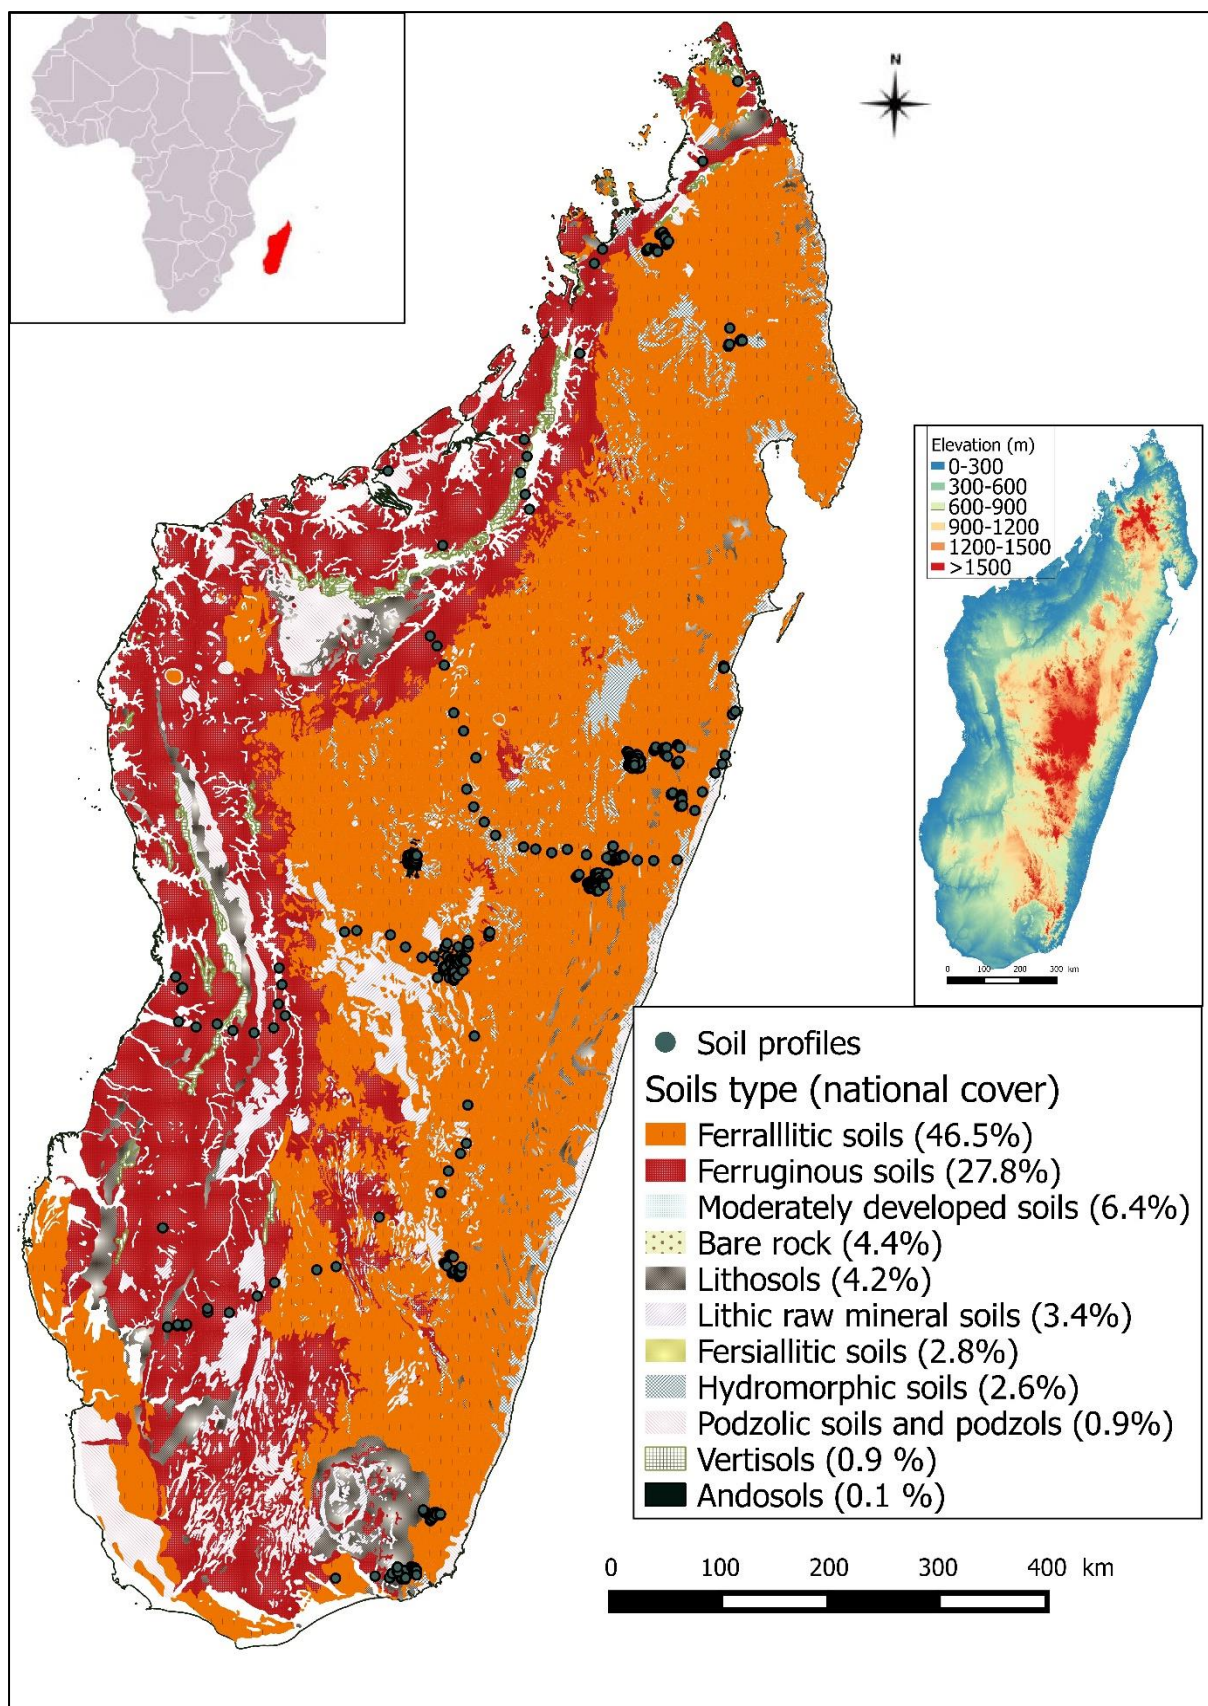 N
Elevation (m)
0-300
300-600
600-900
900-1200
1200-1500
>1500
0 100 200 300 km
Soil profiles
Soils type (national cover)
Ferralllitic soils (46.5%)
Ferruginous soils (27.8%)
Moderately developed soils (6.4%)
Bare rock (4.4%)
Lithosols (4.2%)
Lithic raw mineral soils (3.4%)
Fersiallitic soils (2.8%)
Hydromorphic soils (2.6%)
Podzolic soils and podzols (0.9%)
Vertisols (0.9 %)
Andosols (0.1 %)
0 100 200 300 400 km